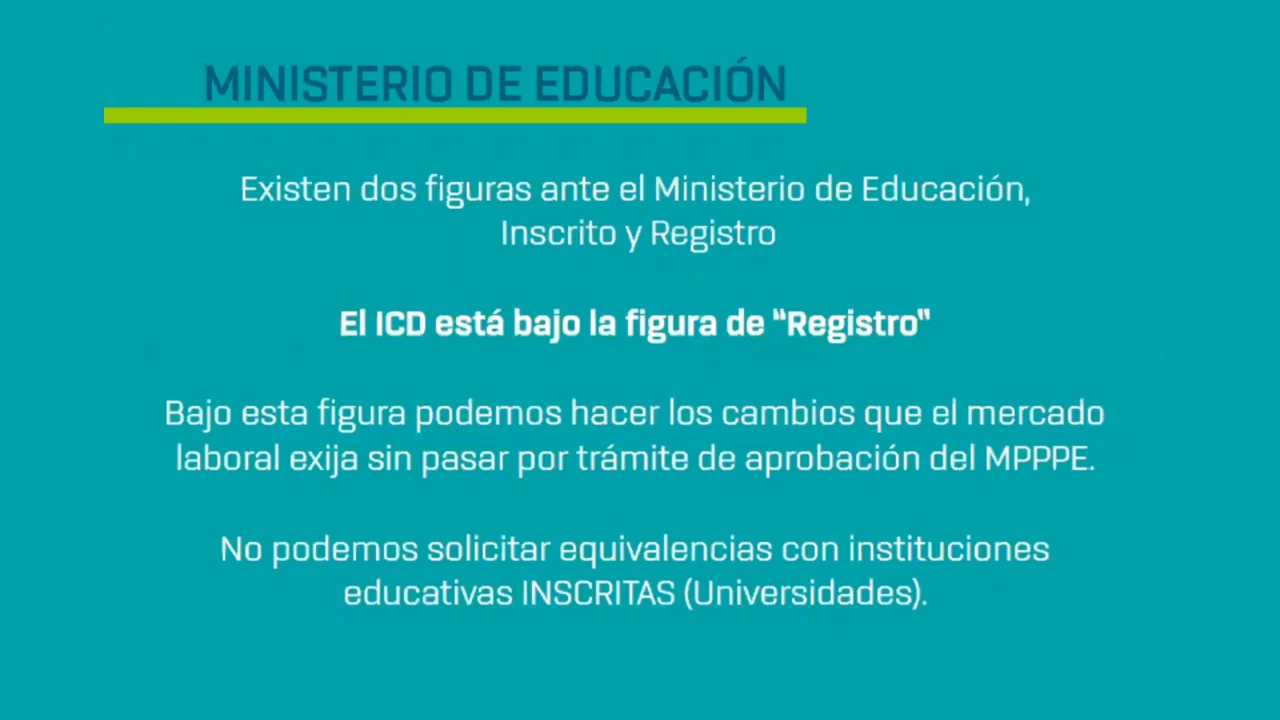 MINISTERIO DE EDUCACIÓN
Existen dos figuras ante el Ministerio de Educación,
Inscrito y Registro
El ICD está bajo la figura de “Registro”
Bajo esta figura podemos hacer los cambios que el mercado
laboral exija sin pasar por trámite de aprobación del MPPPE.
No podemos solicitar equivalencias con instituciones
educativas INSCRITAS (Universidades).